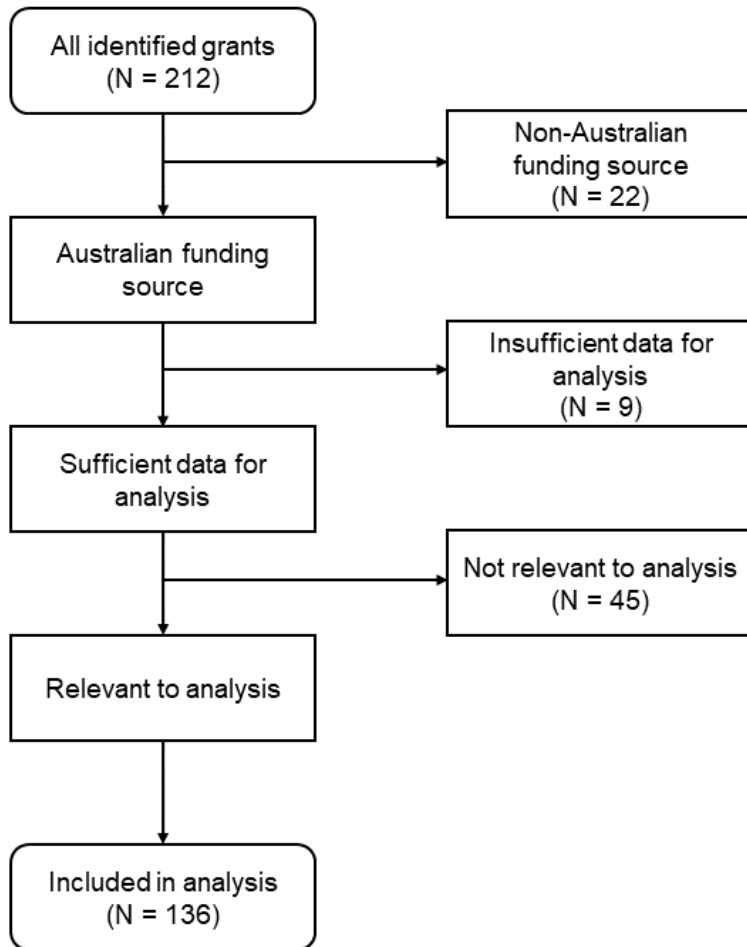 All identified grants
(N = 212)
Non-Australian
funding source
(N = 22)
Australian funding
source
Insufficient data for
analysis
(N = 9)
Sufficient data for
analysis
Not relevant to analysis
(N = 45)
Relevant to analysis
Included in analysis
(N = 136)